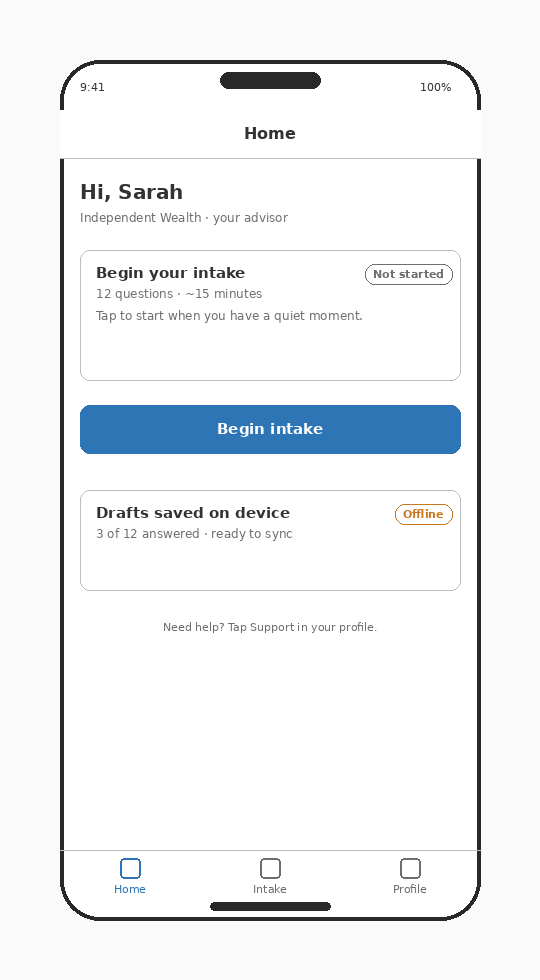 9:41
100%
Home
Hi, Sarah
Independent Wealth · your advisor
Begin your intake
Not started
12 questions · ~15 minutes
Tap to start when you have a quiet moment.
Begin intake
Drafts saved on device
Offline
3 of 12 answered · ready to sync
Need help? Tap Support in your profile.
Home
Intake
Profile